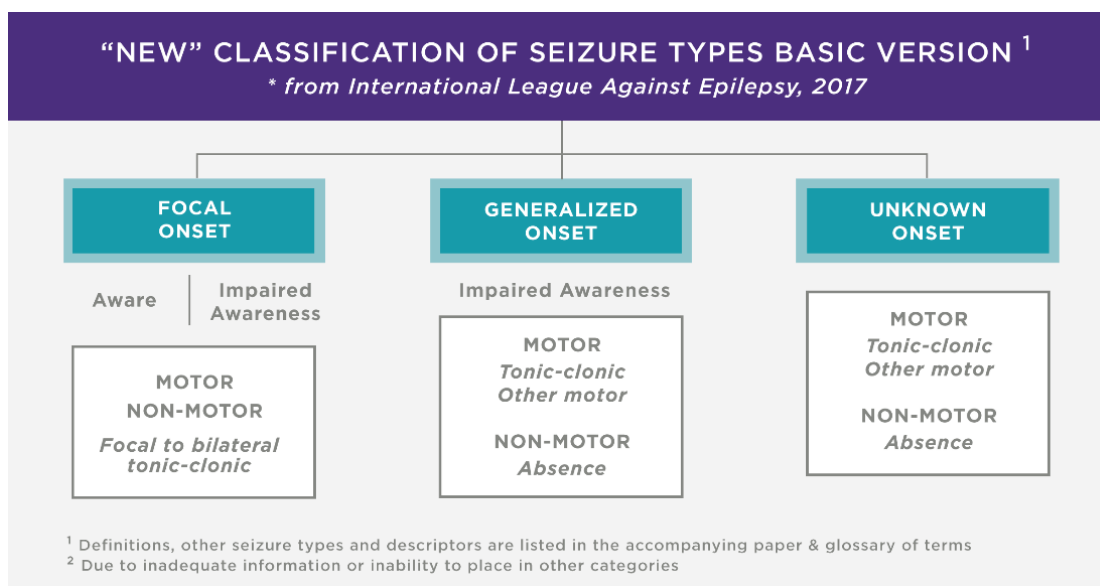 “NEW” CLASSIFICATION OF SEIZURE TYPES BASIC VERSION ¹
* from International League Against Epilepsy, 2017
FOCAL
ONSET
Aware
Impaired
Awareness
MOTOR
NON-MOTOR
Focal to bilateral
tonic-clonic
GENERALIZED
ONSET
Impaired Awareness
MOTOR
Tonic-clonic
Other motor
NON-MOTOR
Absence
UNKNOWN
ONSET
MOTOR
Tonic-clonic
Other motor
NON-MOTOR
Absence
¹ Definitions, other seizure types and descriptors are listed in the accompanying paper & glossary of terms
² Due to inadequate information or inability to place in other categories